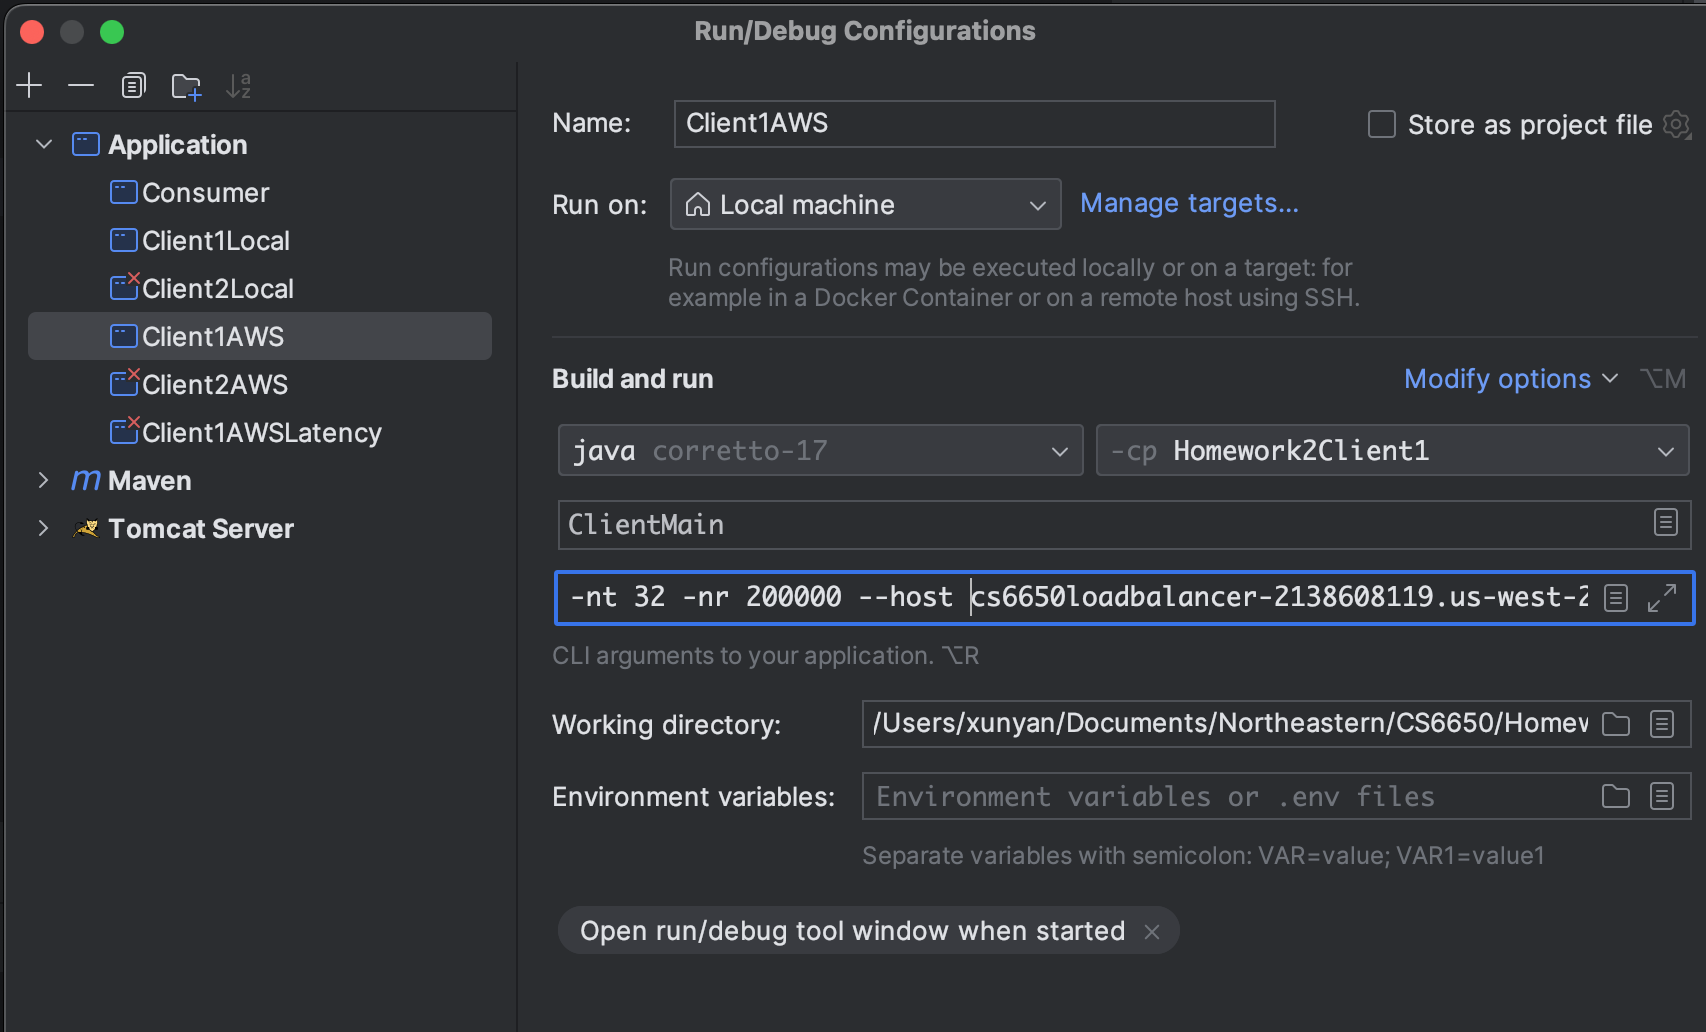 Run/Debug Configurations
Application
Consumer
Client1Local
Client2Local
Client1AWS
Client2AWS
Client1AWSLatency
Maven
Tomcat Server
Name: Client1AWS Store as project file
Run on: Local machine Manage targets...
Run configurations may be executed locally or on a target: for
example in a Docker Container or on a remote host using SSH.
Build and run Modify options ⌥M
java corretto-17 -cp Homework2Client1
ClientMain
-nt 32 -nr 200000 --host cs6650loadbalancer-2138608119.us-west-2
CLI arguments to your application. ⌥R
Working directory: /Users/xunyan/Documents/Northeastern/CS6650/Homew
Environment variables: Environment variables or .env files
Separate variables with semicolon: VAR=value; VAR1=value1
Open run/debug tool window when started